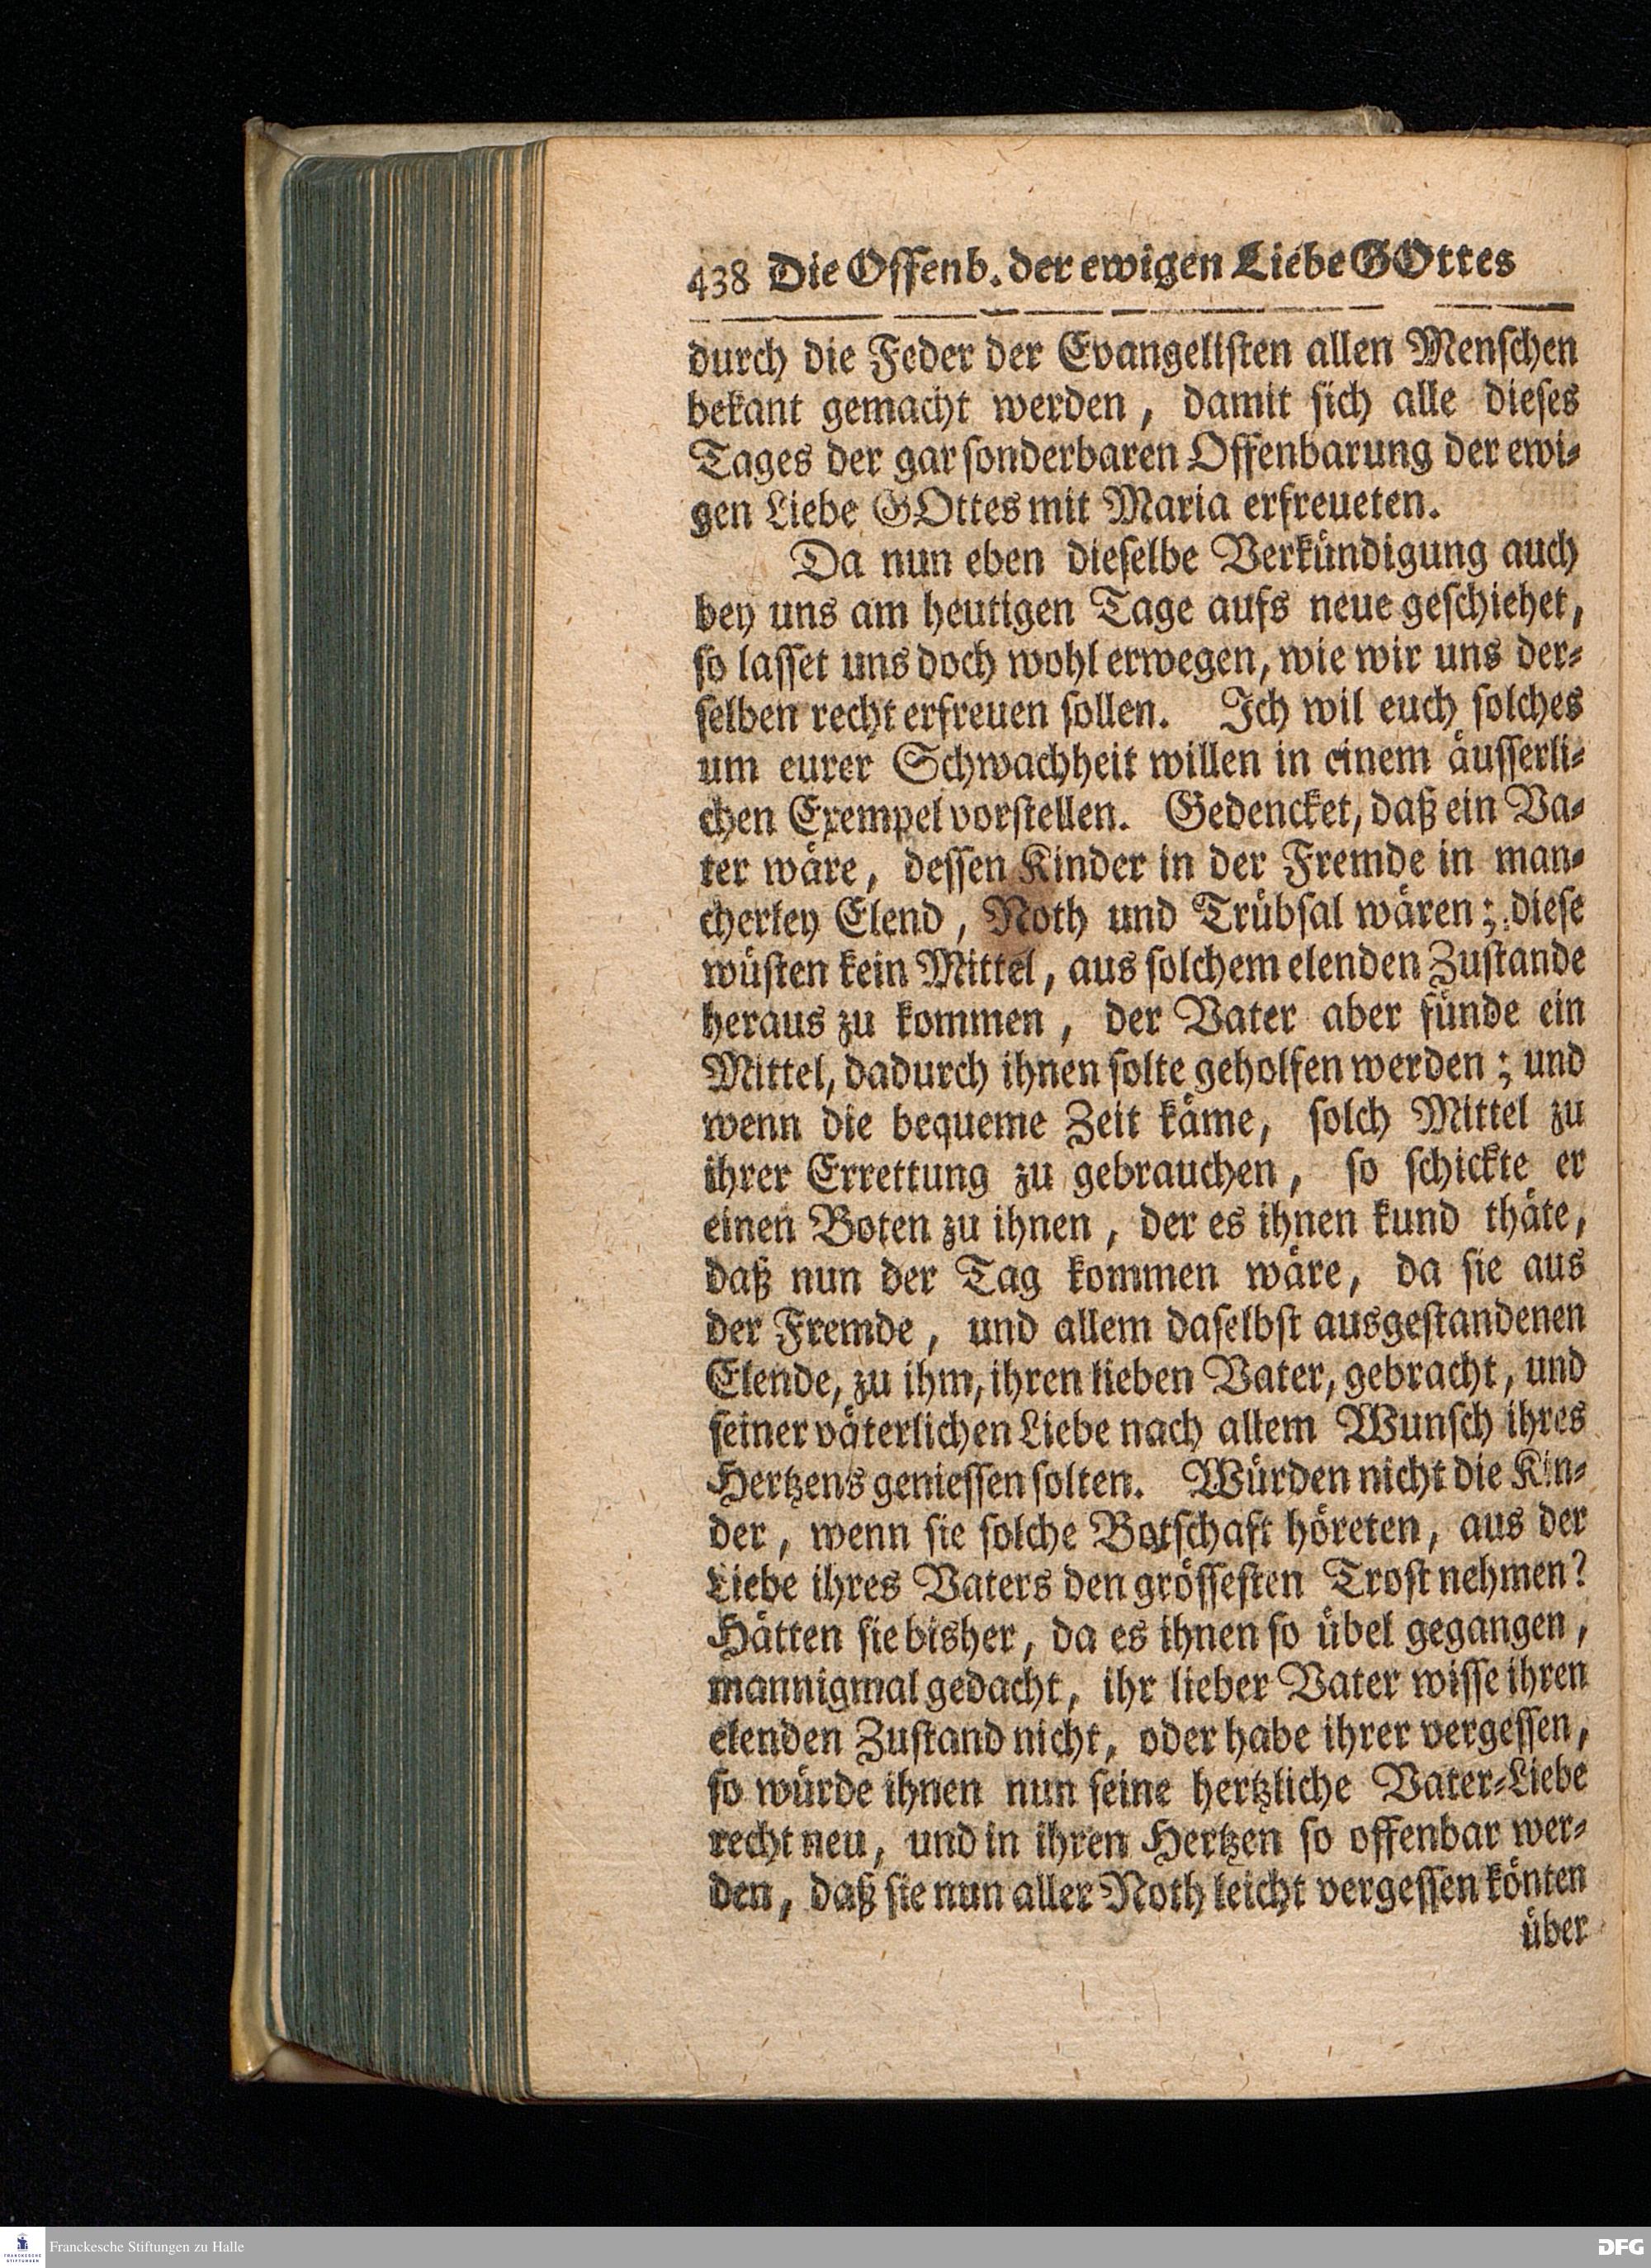 438 Die Offenb. der ewigen Liebe GOttes
durch die Feder der Evangelisten allen Menschen
bekant gemacht werden, damit sich alle dieses
Tages der gar sonderbaren Offenbarung der ewi-
gen Liebe GOttes mit Maria erfreueten.
Da nun eben dieselbe Verkündigung auch
bey uns am heutigen Tage aufs neue geschiehet,
so lasset uns doch wohl erwegen, wie wir uns der-
selben recht erfreuen sollen. Ich wil euch solches
um eurer Schwachheit willen in einem äusserli-
chen Exempel vorstellen. Gedencket, daß ein Va-
ter wäre, dessen Kinder in der Fremde in man-
cherley Elend, Noth und Trübsal wären; diese
wüsten kein Mittel, aus solchem elenden Zustande
heraus zu kommen, der Vater aber fünde ein
Mittel, dadurch ihnen solte geholfen werden; und
wenn die bequeme Zeit käme, solch Mittel zu
ihrer Errettung zu gebrauchen, so schickte er
einen Boten zu ihnen, der es ihnen kund thäte,
daß nun der Tag kommen wäre, da sie aus
der Fremde, und allem daselbst ausgestandenen
Elende, zu ihm, ihren lieben Vater, gebracht, und
seiner väterlichen Liebe nach allem Wunsch ihres
Hertzens geniessen solten. Würden nicht die Kin-
der, wenn sie solche Botschaft höreten, aus der
Liebe ihres Vaters den grössesten Trost nehmen?
Hätten sie bisher, da es ihnen so übel gegangen,
mannigmal gedacht, ihr lieber Vater wisse ihren
elenden Zustand nicht, oder habe ihrer vergessen,
so würde ihnen nun seine hertzliche Vater-Liebe
recht neu, und in ihren Hertzen so offenbar wer-
den, daß sie nun aller Noth leicht vergessen könten
über
FRANCKESCHE STIFTUNGEN
Franckesche Stiftungen zu Halle
DFG